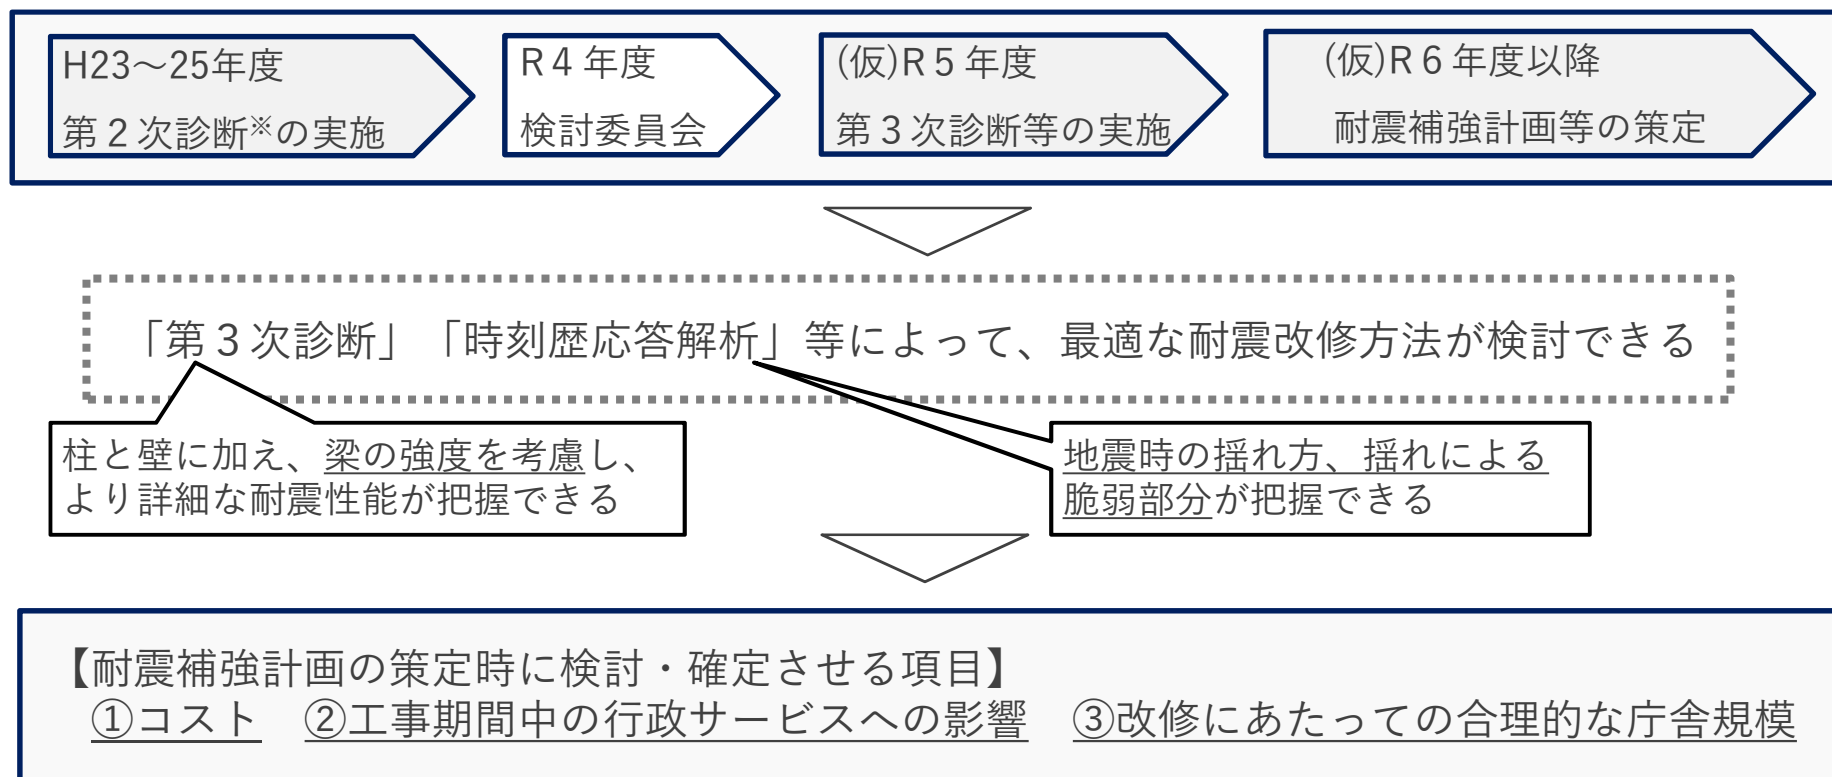 H23～25年度
第２次診断※の実施
R４年度
検討委員会
(仮)R５年度
第３次診断等の実施
(仮)R６年度以降
耐震補強計画等の策定
「第３次診断」「時刻歴応答解析」等によって、最適な耐震改修方法が検討できる
柱と壁に加え、梁の強度を考慮し、
より詳細な耐震性能が把握できる
地震時の揺れ方、揺れによる
脆弱部分が把握できる
【耐震補強計画の策定時に検討・確定させる項目】
①コスト　②工事期間中の行政サービスへの影響　③改修にあたっての合理的な庁舎規模